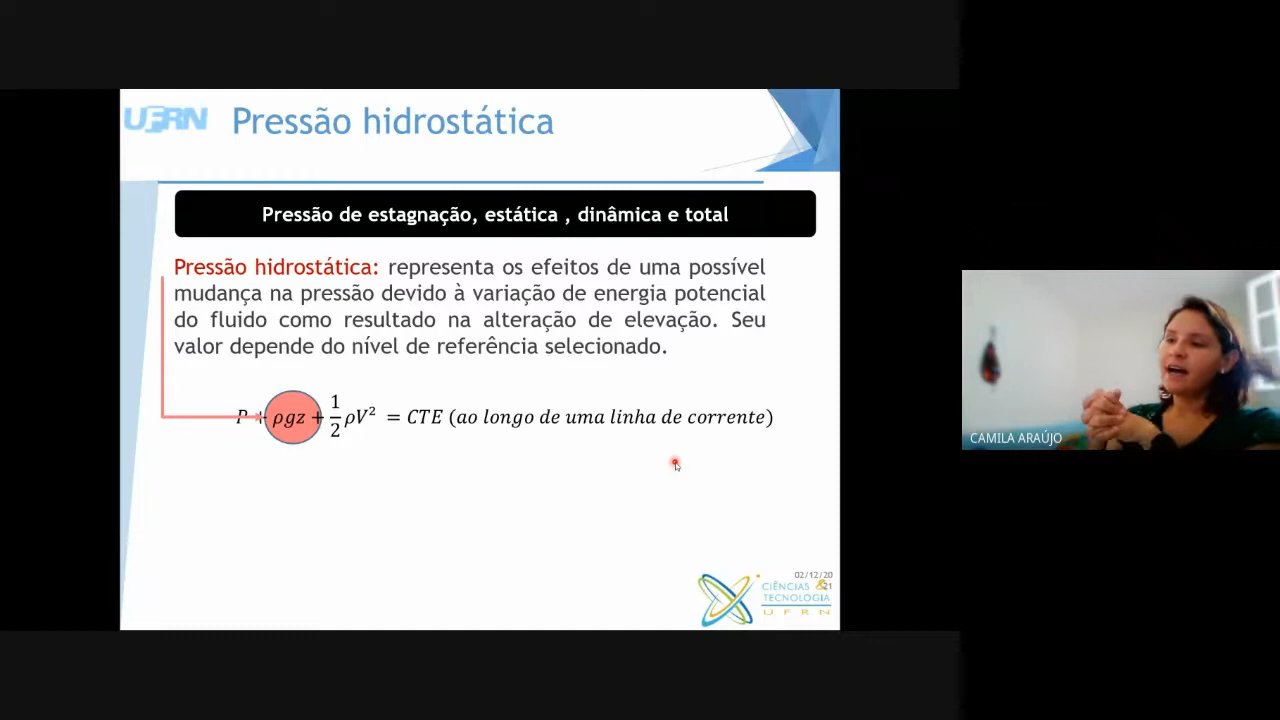 UFRN
Pressão hidrostática
Pressão de estagnação, estática , dinâmica e total
Pressão hidrostática: representa os efeitos de uma possível
mudança na pressão devido à variação de energia potencial
do fluido como resultado na alteração de elevação. Seu
valor depende do nível de referência selecionado.
P + ρgz + 1/2 ρV² = CTE (ao longo de uma linha de corrente)
CAMILA ARAÚJO
02/12/20
21
CIÊNCIAS &
TECNOLOGIA
UFRN